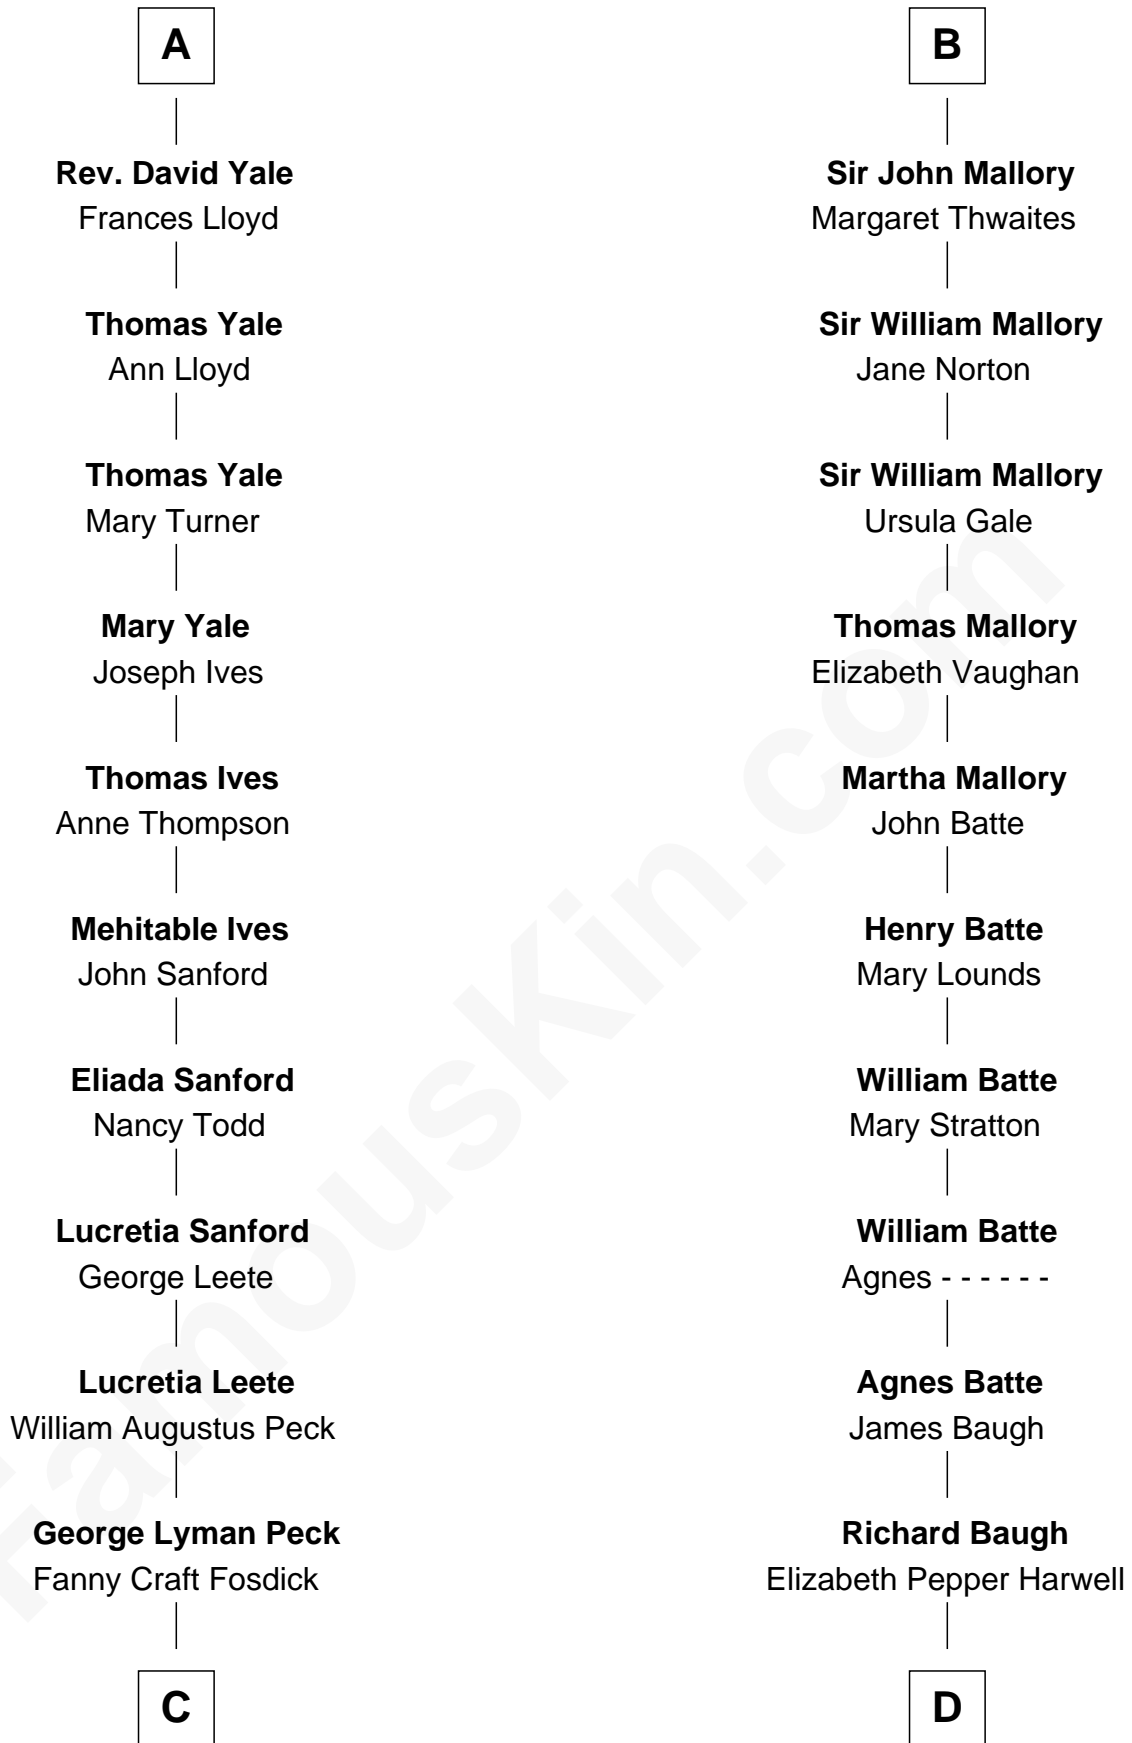 A
Rev. David Yale
Frances Lloyd
Thomas Yale
Ann Lloyd
Thomas Yale
Mary Turner
Mary Yale
Joseph Ives
Thomas Ives
Anne Thompson
Mehitable Ives
John Sanford
Eliada Sanford
Nancy Todd
Lucretia Sanford
George Leete
Lucretia Leete
William Augustus Peck
George Lyman Peck
Fanny Craft Fosdick
C
B
Sir John Mallory
Margaret Thwaites
Sir William Mallory
Jane Norton
Sir William Mallory
Ursula Gale
Thomas Mallory
Elizabeth Vaughan
Martha Mallory
John Batte
Henry Batte
Mary Lounds
William Batte
Mary Stratton
William Batte
Agnes - - - - - -
Agnes Batte
James Baugh
Richard Baugh
Elizabeth Pepper Harwell
D
FamousKin.com